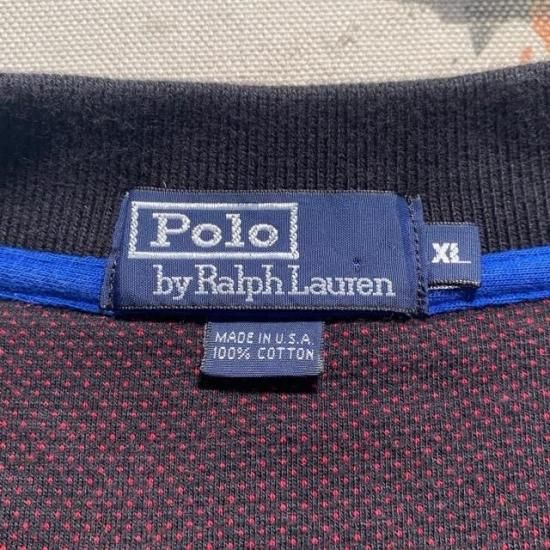 Polo
by Ralph Lauren
XL
MADE IN U.S.A.
100% COTTON